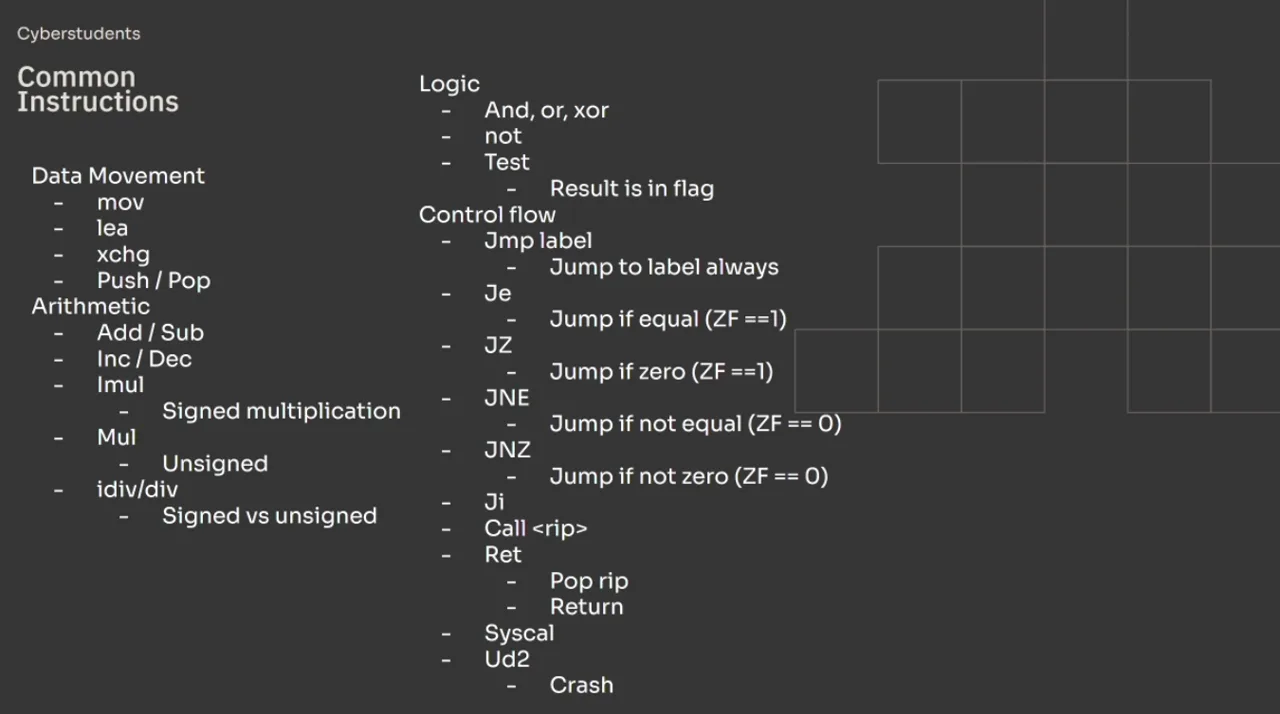 Cyberstudents
Common
Instructions
Data Movement
- mov
- lea
- xchg
- Push / Pop
Arithmetic
- Add / Sub
- Inc / Dec
- Imul
- Signed multiplication
- Mul
- Unsigned
- idiv/div
- Signed vs unsigned
Logic
- And, or, xor
- not
- Test
- Result is in flag
Control flow
- Jmp label
- Jump to label always
- Je
- Jump if equal (ZF ==1)
- JZ
- Jump if zero (ZF ==1)
- JNE
- Jump if not equal (ZF == 0)
- JNZ
- Jump if not zero (ZF == 0)
- Ji
- Call <rip>
- Ret
- Pop rip
- Return
- Syscal
- Ud2
- Crash